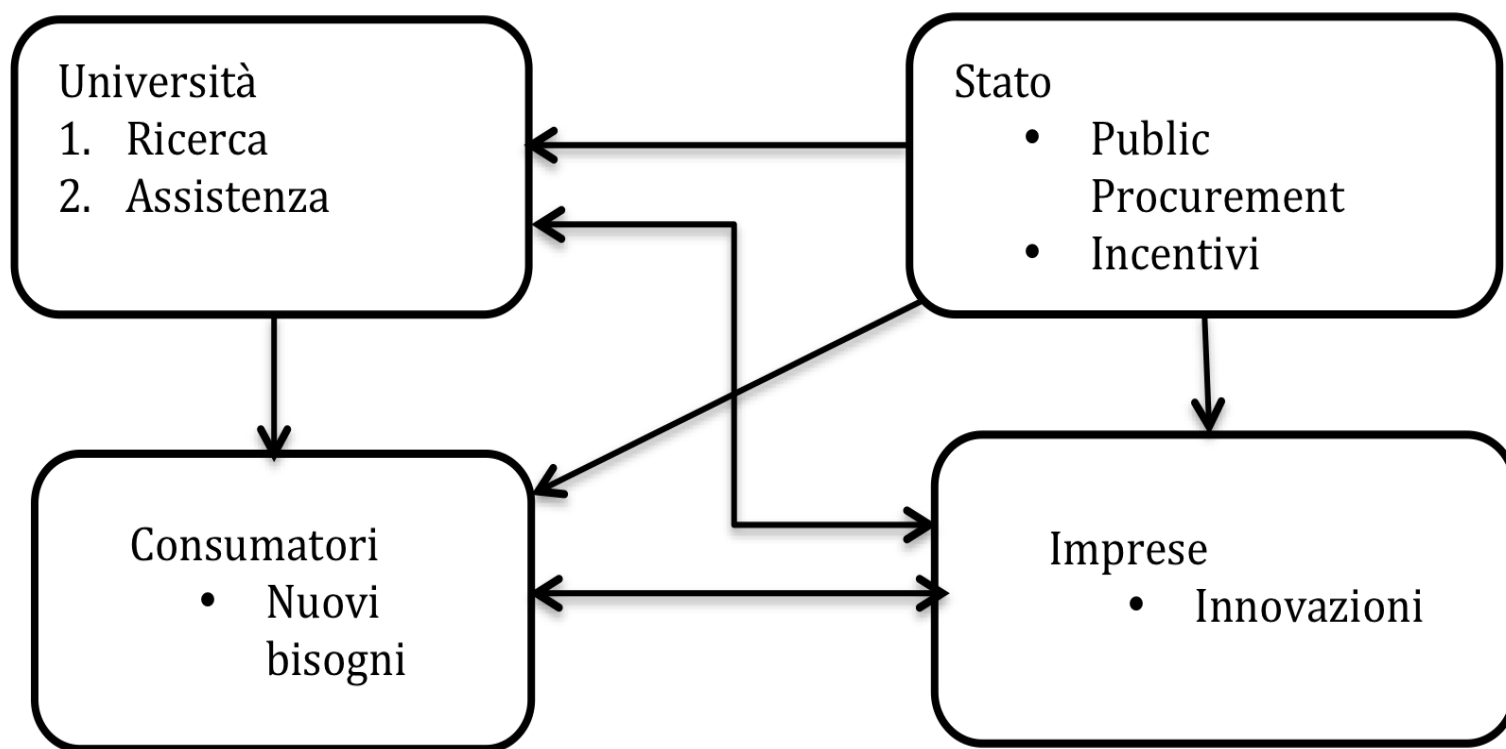 Università
1. Ricerca
2. Assistenza
Stato
• Public
Procurement
• Incentivi
Consumatori
• Nuovi
bisogni
Imprese
• Innovazioni